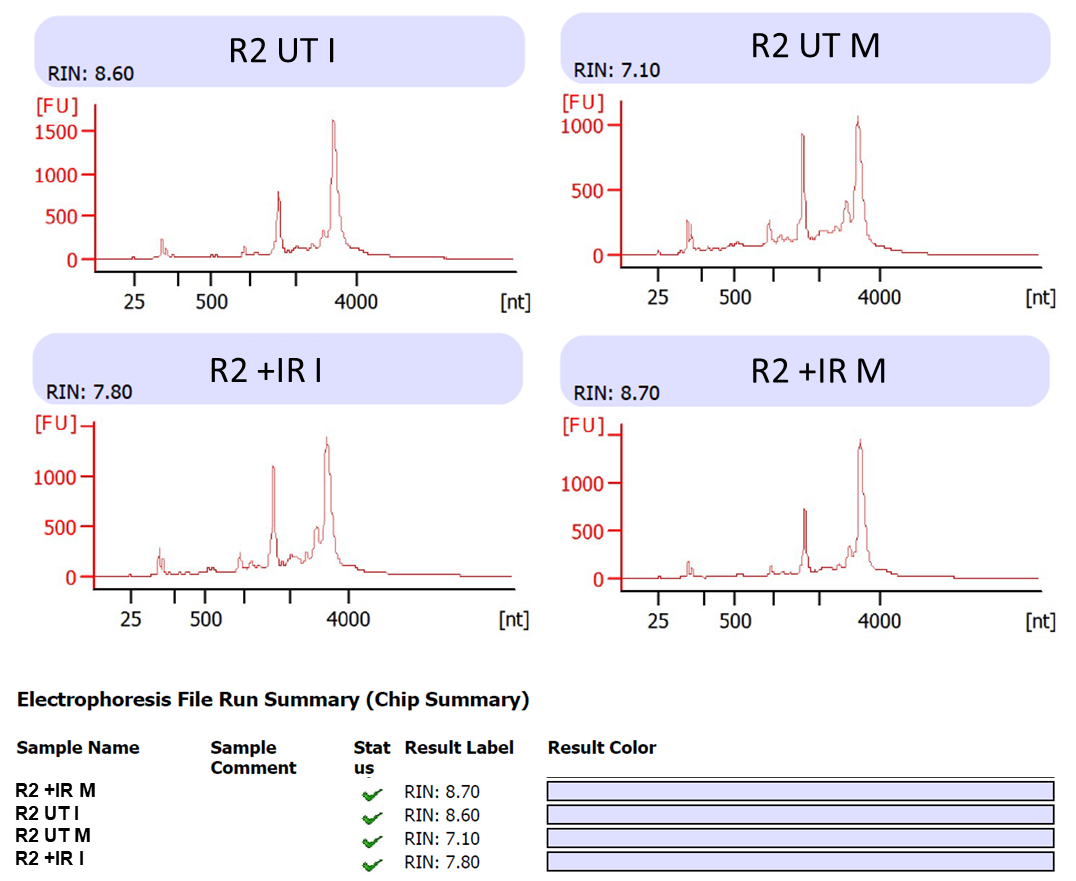 R2 UT I
RIN: 8.60
[FU]
1500
1000
500
0
25 500 4000 [nt]
R2 UT M
RIN: 7.10
[FU]
1000
500
0
25 500 4000 [nt]
R2 +IR I
RIN: 7.80
[FU]
1000
500
0
25 500 4000 [nt]
R2 +IR M
RIN: 8.70
[FU]
1000
500
0
25 500 4000 [nt]
Electrophoresis File Run Summary (Chip Summary)
Sample Name Sample Stat Result Label Result Color
Comment us
R2 +IR M RIN: 8.70
R2 UT I RIN: 8.60
R2 UT M RIN: 7.10
R2 +IR I RIN: 7.80